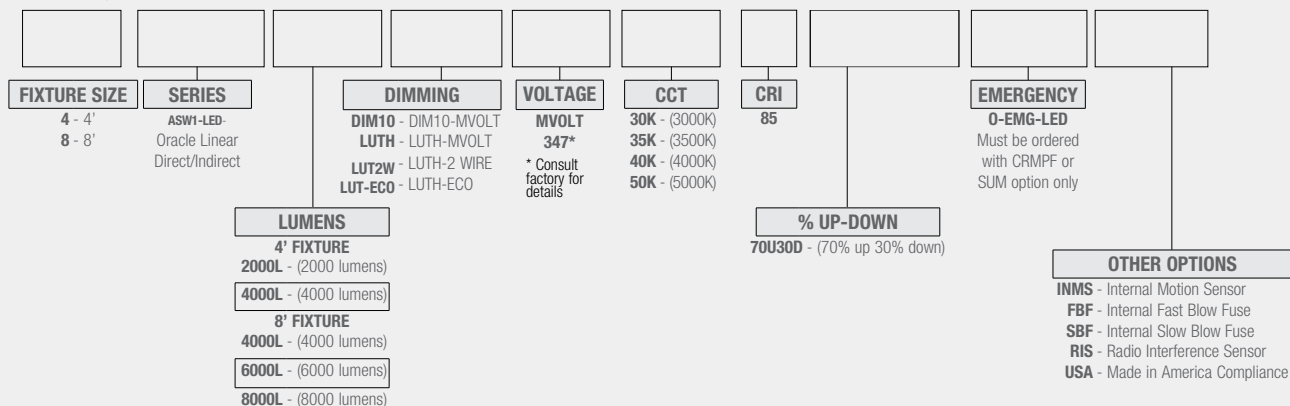 FIXTURE SIZE
4 - 4'
8 - 8'
SERIES
ASW1-LED-
Oracle Linear
Direct/Indirect
LUMENS
4' FIXTURE
2000L - (2000 lumens)
4000L - (4000 lumens)
8' FIXTURE
4000L - (4000 lumens)
6000L - (6000 lumens)
8000L - (8000 lumens)
DIMMING
DIM10 - DIM10-MVOLT
LUTH - LUTH-MVOLT
LUT2W - LUTH-2 WIRE
LUT-ECO - LUTH-ECO
VOLTAGE
MVOLT
347*
* Consult
factory for
details
CCT
30K - (3000K)
35K - (3500K)
40K - (4000K)
50K - (5000K)
CRI
85
% UP-DOWN
70U30D - (70% up 30% down)
EMERGENCY
O-EMG-LED
Must be ordered
with CRMPF or
SUM option only
OTHER OPTIONS
INMS - Internal Motion Sensor
FBF - Internal Fast Blow Fuse
SBF - Internal Slow Blow Fuse
RIS - Radio Interference Sensor
USA - Made in America Compliance